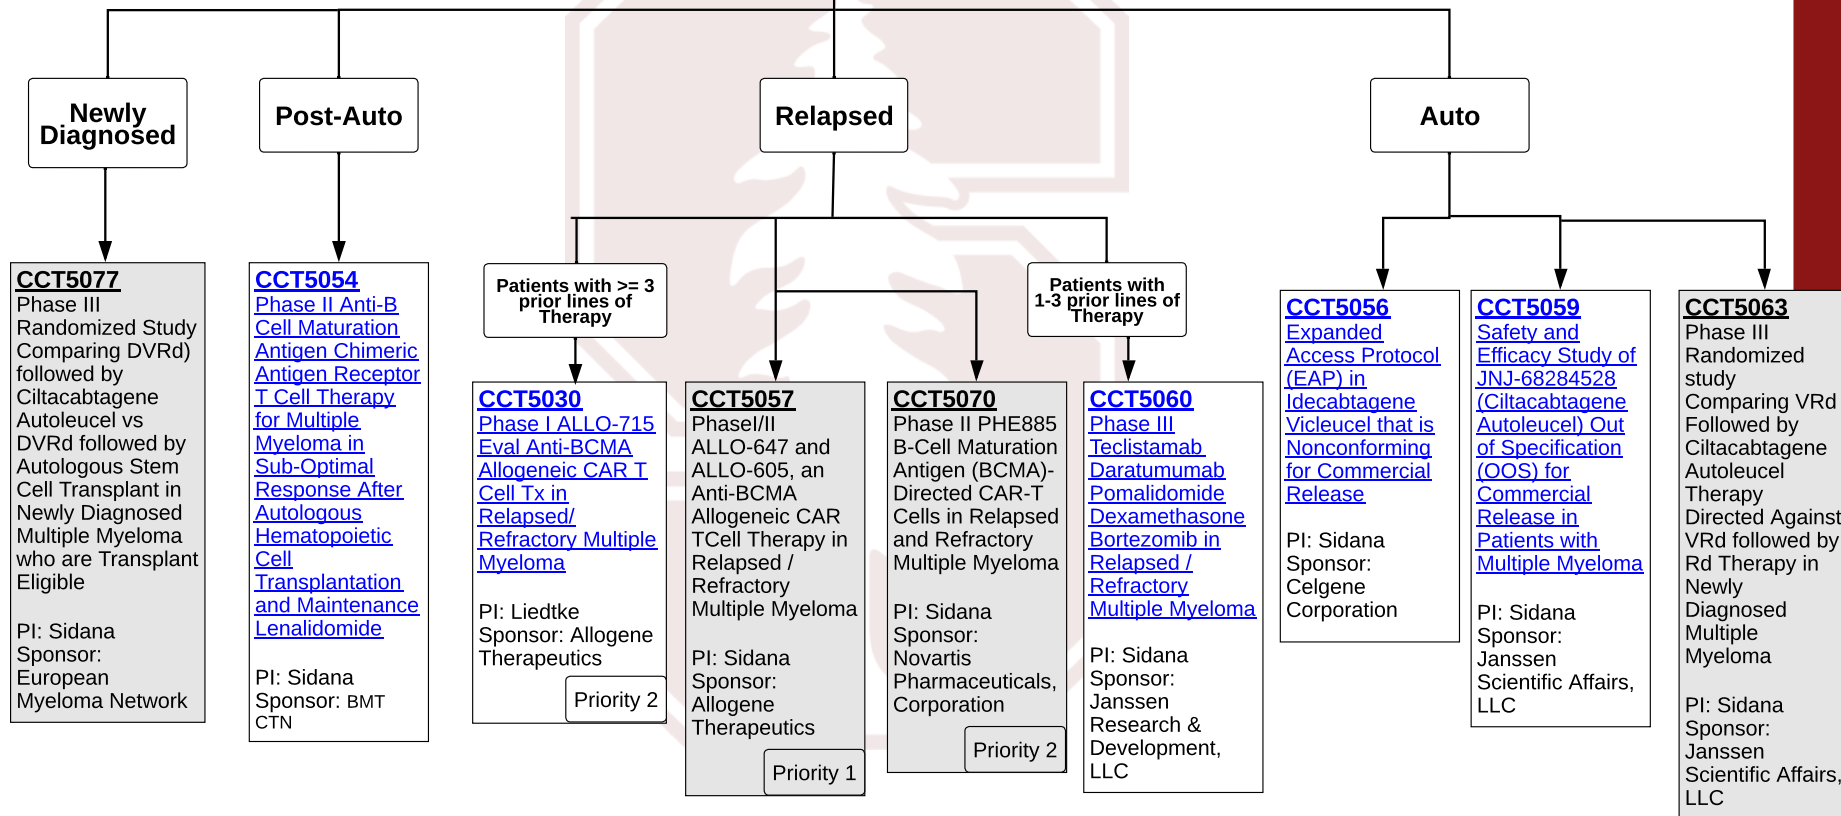 Newly
Diagnosed
Post-Auto
Relapsed
Auto
Patients with >= 3
prior lines of
Therapy
Patients with
1-3 prior lines of
Therapy
CCT5077
Phase III
Randomized Study
Comparing DVRd)
followed by
Ciltacabtagene
Autoleucel vs
DVRd followed by
Autologous Stem
Cell Transplant in
Newly Diagnosed
Multiple Myeloma
who are Transplant
Eligible
PI: Sidana
Sponsor:
European
Myeloma Network
CCT5054
Phase II Anti-B
Cell Maturation
Antigen Chimeric
Antigen Receptor
T Cell Therapy
for Multiple
Myeloma in
Sub-Optimal
Response After
Autologous
Hematopoietic
Cell
Transplantation
and Maintenance
Lenalidomide
PI: Sidana
Sponsor: BMT
CTN
CCT5030
Phase I ALLO-715
Eval Anti-BCMA
Allogeneic CAR T
Cell Tx in
Relapsed/
Refractory Multiple
Myeloma
PI: Liedtke
Sponsor: Allogene
Therapeutics
Priority 2
CCT5057
PhaseI/II
ALLO-647 and
ALLO-605, an
Anti-BCMA
Allogeneic CAR
TCell Therapy in
Relapsed /
Refractory
Multiple Myeloma
PI: Sidana
Sponsor:
Allogene
Therapeutics
Priority 1
CCT5070
Phase II PHE885
B-Cell Maturation
Antigen (BCMA)-
Directed CAR-T
Cells in Relapsed
and Refractory
Multiple Myeloma
PI: Sidana
Sponsor:
Novartis
Pharmaceuticals,
Corporation
Priority 2
CCT5060
Phase III
Teclistamab
Daratumumab
Pomalidomide
Dexamethasone
Bortezomib in
Relapsed /
Refractory
Multiple Myeloma
PI: Sidana
Sponsor:
Janssen
Research &
Development,
LLC
CCT5056
Expanded
Access Protocol
(EAP) in
Idecabtagene
Vicleucel that is
Nonconforming
for Commercial
Release
PI: Sidana
Sponsor:
Celgene
Corporation
CCT5059
Safety and
Efficacy Study of
JNJ-68284528
(Ciltacabtagene
Autoleucel) Out
of Specification
(OOS) for
Commercial
Release in
Patients with
Multiple Myeloma
PI: Sidana
Sponsor:
Janssen
Scientific Affairs,
LLC
CCT5063
Phase III
Randomized
study
Comparing VRd
Followed by
Ciltacabtagene
Autoleucel
Therapy
Directed Against
VRd followed by
Rd Therapy in
Newly
Diagnosed
Multiple
Myeloma
PI: Sidana
Sponsor:
Janssen
Scientific Affairs,
LLC